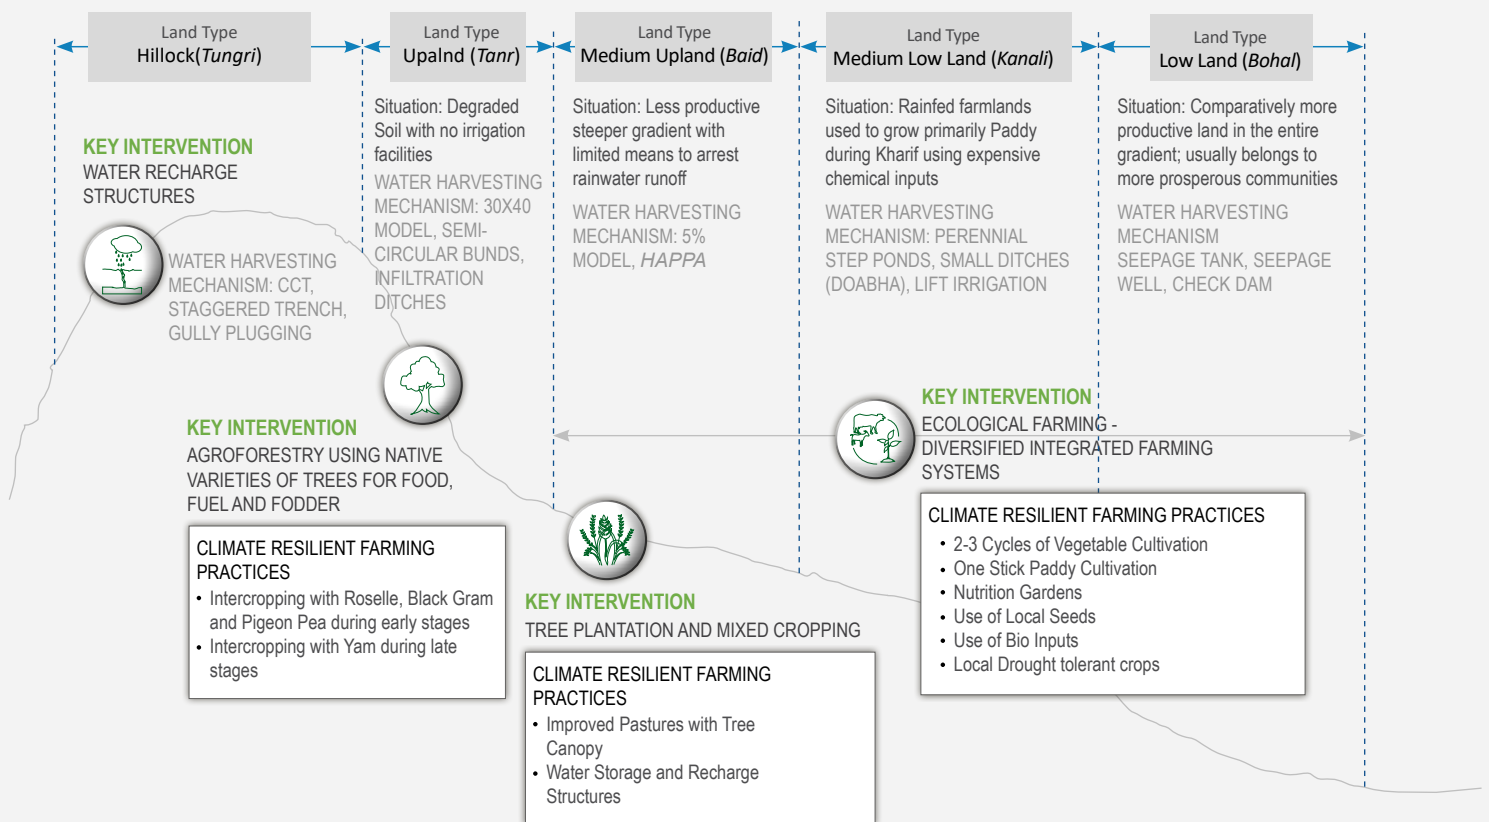 Land Type
Hillock(Tungri)
Land Type
Upalnd (Tanr)
Land Type
Medium Upland (Baid)
Land Type
Medium Low Land (Kanali)
Land Type
Low Land (Bohal)
KEY INTERVENTION
WATER RECHARGE
STRUCTURES
WATER HARVESTING
MECHANISM: CCT,
STAGGERED TRENCH,
GULLY PLUGGING
Situation: Degraded
Soil with no irrigation
facilities
WATER HARVESTING
MECHANISM: 30X40
MODEL, SEMI-
CIRCULAR BUNDS,
INFILTRATION
DITCHES
Situation: Less productive
steeper gradient with
limited means to arrest
rainwater runoff
WATER HARVESTING
MECHANISM: 5%
MODEL, HAPPA
Situation: Rainfed farmlands
used to grow primarily Paddy
during Kharif using expensive
chemical inputs
WATER HARVESTING
MECHANISM: PERENNIAL
STEP PONDS, SMALL DITCHES
(DOABHA), LIFT IRRIGATION
Situation: Comparatively more
productive land in the entire
gradient; usually belongs to
more prosperous communities
WATER HARVESTING
MECHANISM
SEEPAGE TANK, SEEPAGE
WELL, CHECK DAM
KEY INTERVENTION
AGROFORESTRY USING NATIVE
VARIETIES OF TREES FOR FOOD,
FUEL AND FODDER
CLIMATE RESILIENT FARMING
PRACTICES
• Intercropping with Roselle, Black Gram
and Pigeon Pea during early stages
• Intercropping with Yam during late
stages
KEY INTERVENTION
TREE PLANTATION AND MIXED CROPPING
CLIMATE RESILIENT FARMING
PRACTICES
• Improved Pastures with Tree
Canopy
• Water Storage and Recharge
Structures
KEY INTERVENTION
ECOLOGICAL FARMING -
DIVERSIFIED INTEGRATED FARMING
SYSTEMS
CLIMATE RESILIENT FARMING PRACTICES
• 2-3 Cycles of Vegetable Cultivation
• One Stick Paddy Cultivation
• Nutrition Gardens
• Use of Local Seeds
• Use of Bio Inputs
• Local Drought tolerant crops